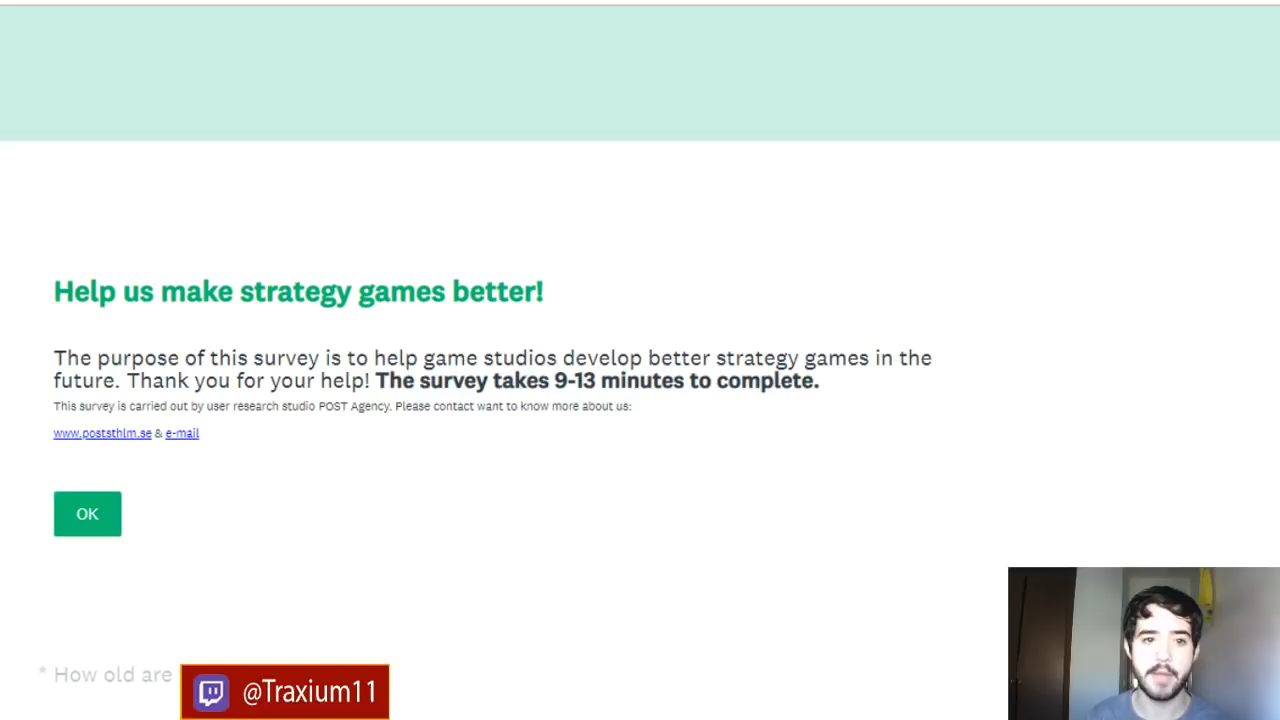 Help us make strategy games better!
The purpose of this survey is to help game studios develop better strategy games in the
future. Thank you for your help! The survey takes 9-13 minutes to complete.
This survey is carried out by user research studio POST Agency. Please contact want to know more about us:
www.poststhlm.se & e-mail
OK
* How old are
@Traxium11